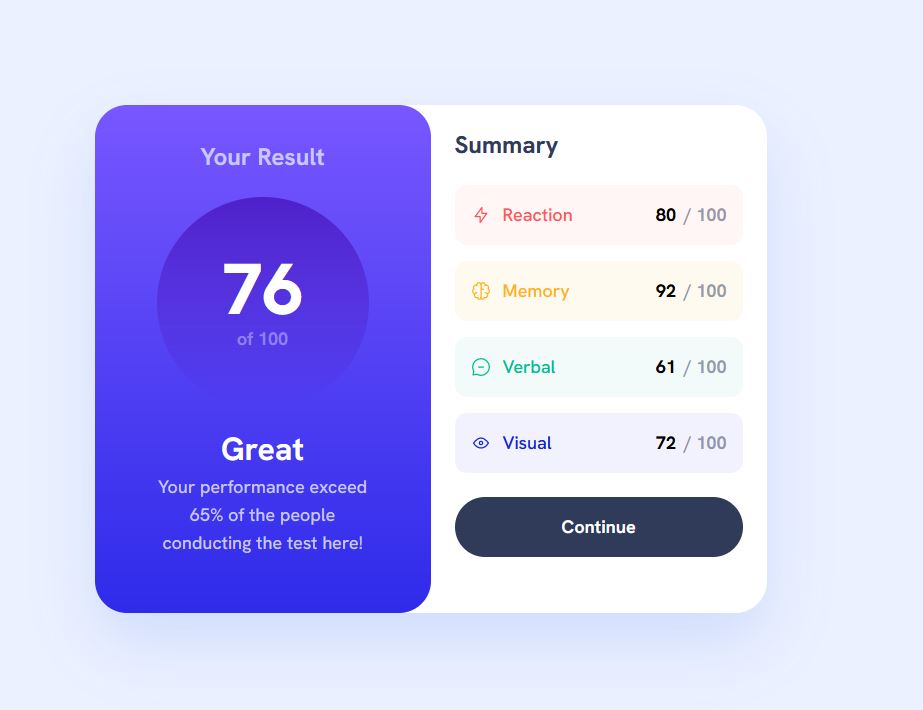 Your Result
76
of 100
Great
Your performance exceed
65% of the people
conducting the test here!
Summary
Reaction 80 / 100
Memory 92 / 100
Verbal 61 / 100
Visual 72 / 100
Continue